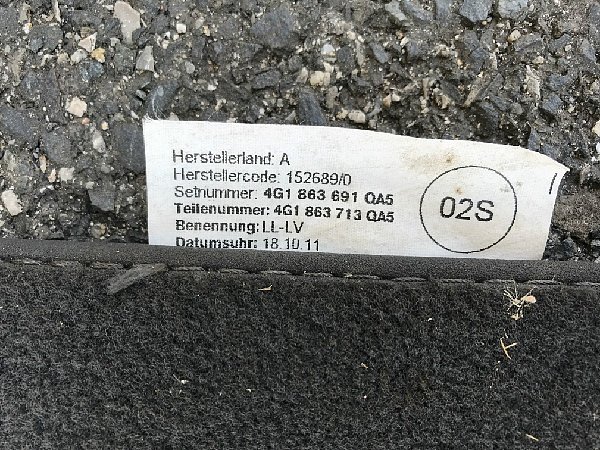 Herstellerland: A
Herstellercode: 152689/0
Setnummer: 4G1 863 691 QA5
Teilenummer: 4G1 863 713 QA5
Benennung: LL-LV
Datumsuhr: 18.10.11
02S